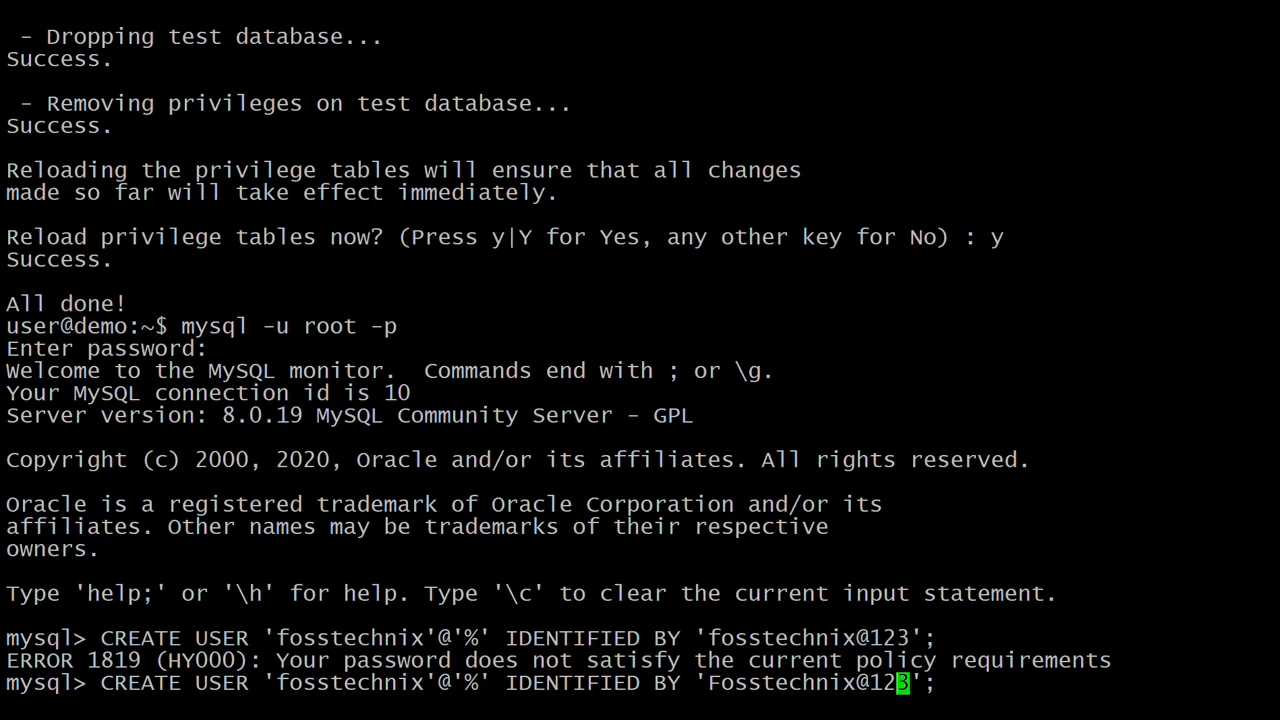 - Dropping test database...
Success.
- Removing privileges on test database...
Success.
Reloading the privilege tables will ensure that all changes
made so far will take effect immediately.
Reload privilege tables now? (Press y|Y for Yes, any other key for No) : y
Success.
All done!
user@demo:~$ mysql -u root -p
Enter password:
Welcome to the MySQL monitor.  Commands end with ; or \g.
Your MySQL connection id is 10
Server version: 8.0.19 MySQL Community Server - GPL
Copyright (c) 2000, 2020, Oracle and/or its affiliates. All rights reserved.
Oracle is a registered trademark of Oracle Corporation and/or its
affiliates. Other names may be trademarks of their respective
owners.
Type 'help;' or '\h' for help. Type '\c' to clear the current input statement.
mysql> CREATE USER 'fosstechnix'@'%' IDENTIFIED BY 'fosstechnix@123';
ERROR 1819 (HY000): Your password does not satisfy the current policy requirements
mysql> CREATE USER 'fosstechnix'@'%' IDENTIFIED BY 'Fosstechnix@123';